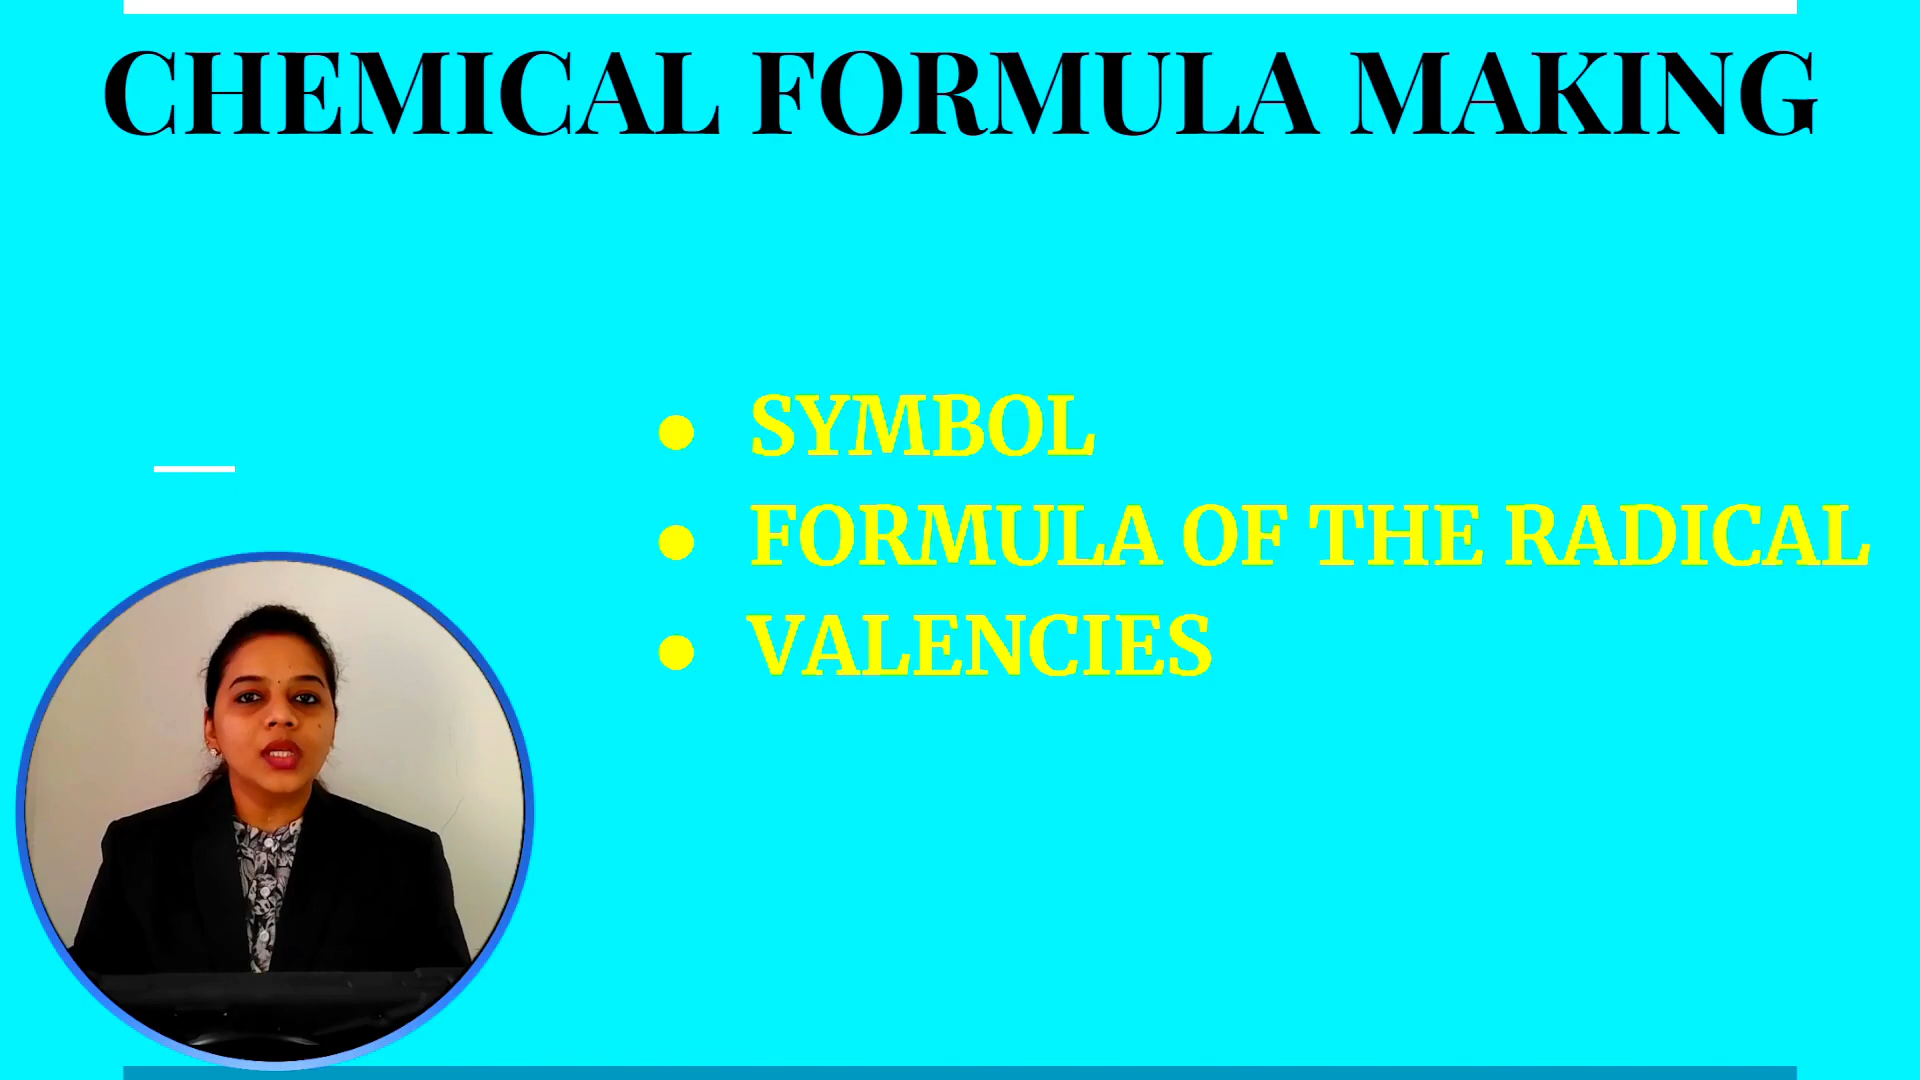 CHEMICAL FORMULA MAKING
● SYMBOL
● FORMULA OF THE RADICAL
● VALENCIES